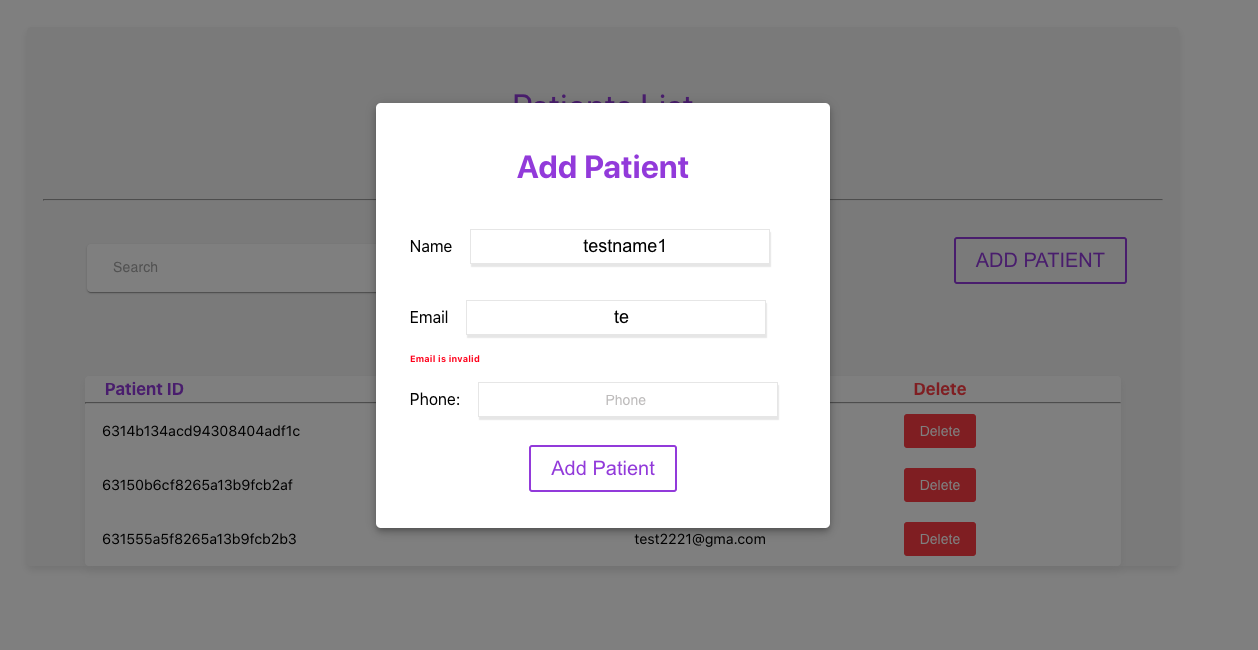 Patients List
Add Patient
Name testname1
Search
ADD PATIENT
Email te
Email is invalid
Patient ID
Delete
Phone: Phone
6314b134acd94308404adf1c
Delete
Add Patient
63150b6cf8265a13b9fcb2af
Delete
631555a5f8265a13b9fcb2b3
test2221@gma.com
Delete